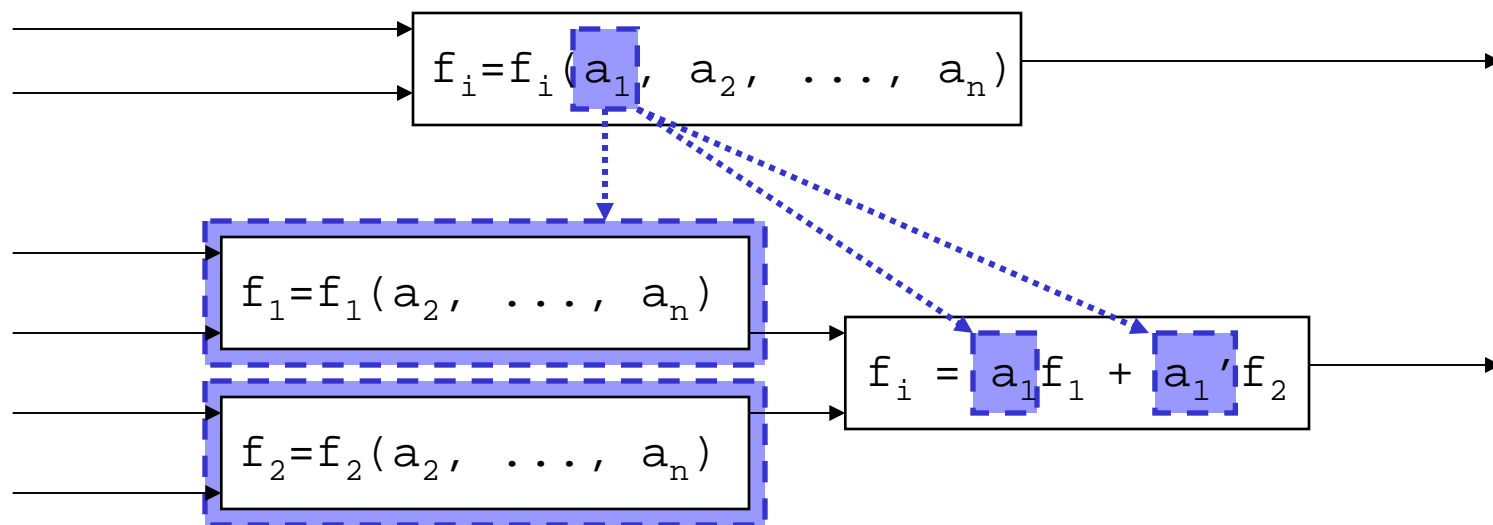 fᵢ=fᵢ(a₁, a₂, ..., aₙ)
f₁=f₁(a₂, ..., aₙ)
fᵢ = a₁f₁ + a₁'f₂
f₂=f₂(a₂, ..., aₙ)